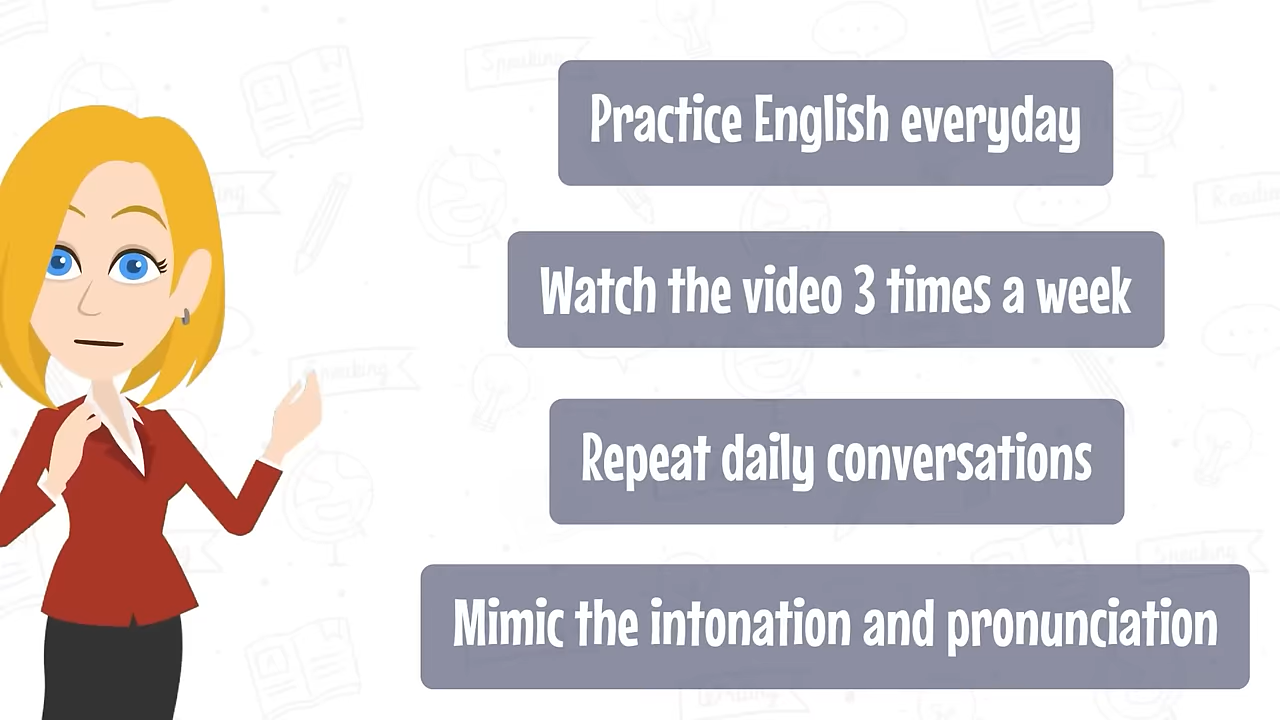 Practice English everyday
Watch the video 3 times a week
Repeat daily conversations
Mimic the intonation and pronunciation